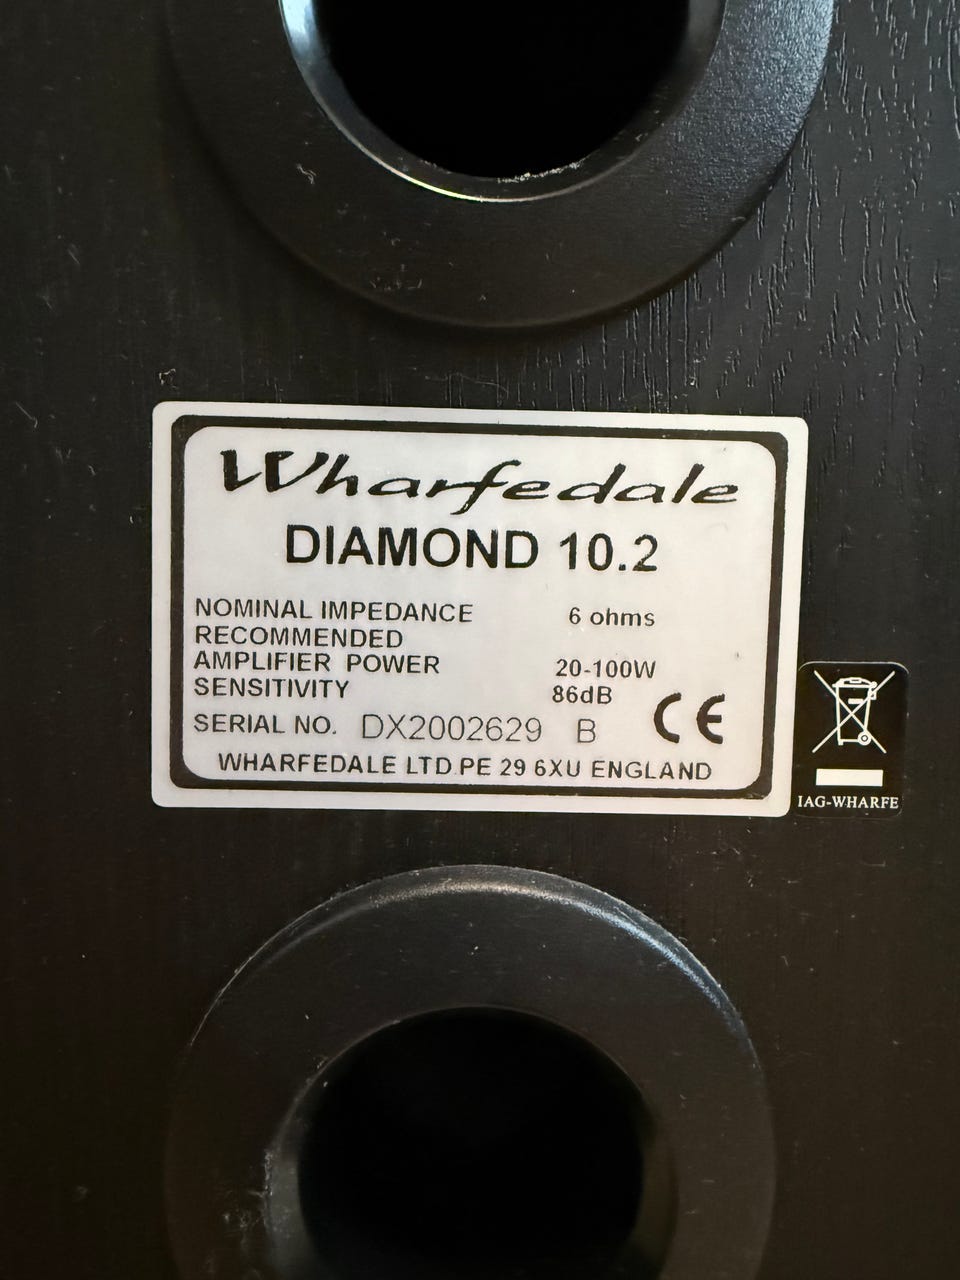 Wharfedale
DIAMOND 10.2
NOMINAL IMPEDANCE 6 ohms
RECOMMENDED
AMPLIFIER POWER 20-100W
SENSITIVITY 86dB
CE
SERIAL NO. DX2002629 B
WHARFEDALE LTD.PE 29 6XU ENGLAND
IAG-WHARFE